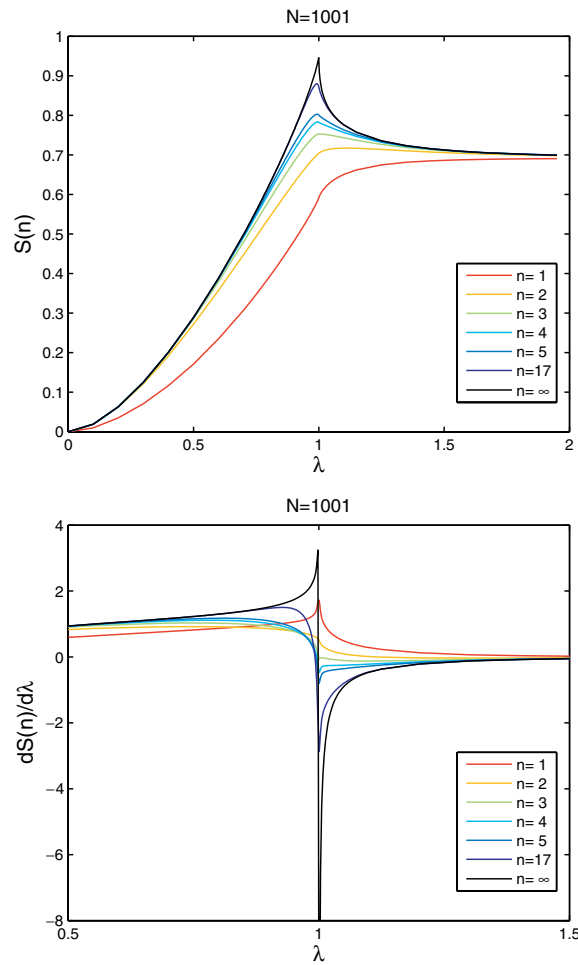 N=1001
1
0.9
0.8
0.7
0.6
0.5
0.4
0.3
0.2
0.1
0
S(n)
n= 1
n= 2
n= 3
n= 4
n= 5
n=17
n= ∞
0 0.5 1 1.5 2
λ
N=1001
4
2
0
−2
−4
−6
−8
dS(n)/dλ
n= 1
n= 2
n= 3
n= 4
n= 5
n=17
n= ∞
0.5 1 1.5
λ